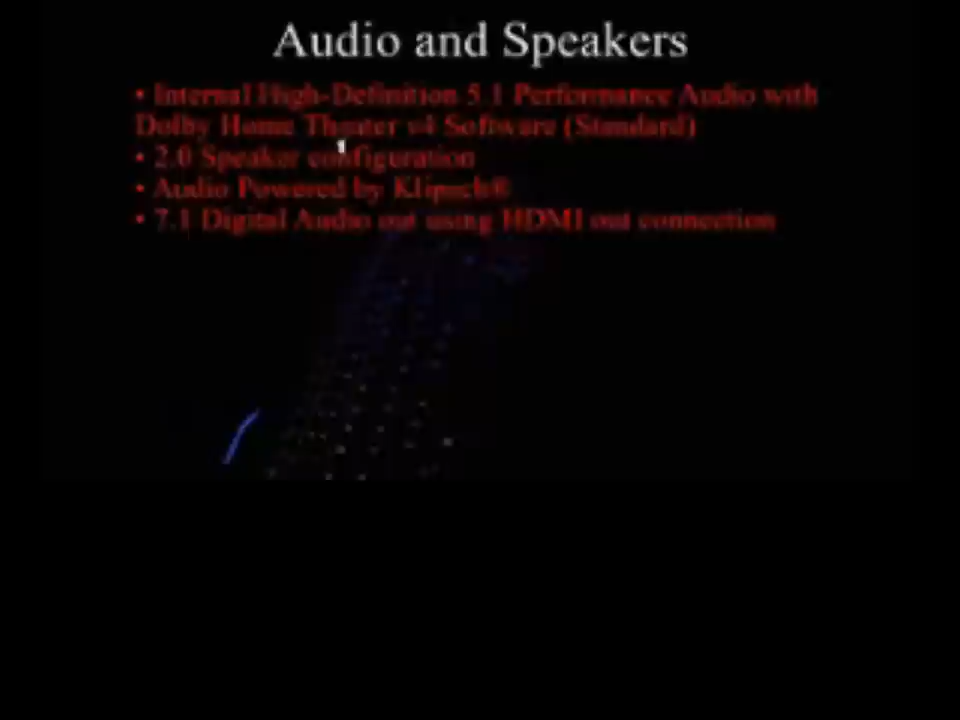 Audio and Speakers
• Internal High-Definition 5.1 Performance Audio with
Dolby Home Theater v4 Software (Standard)
• 2.0 Speaker configuration
• Audio Powered by Klipsch®
• 7.1 Digital Audio out using HDMI out connection